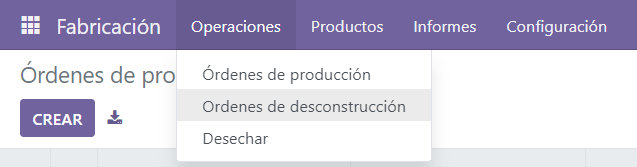 Fabricación Operaciones Productos Informes Configuración
Órdenes de pro
Órdenes de producción
Ordenes de desconstrucción
Desechar
CREAR